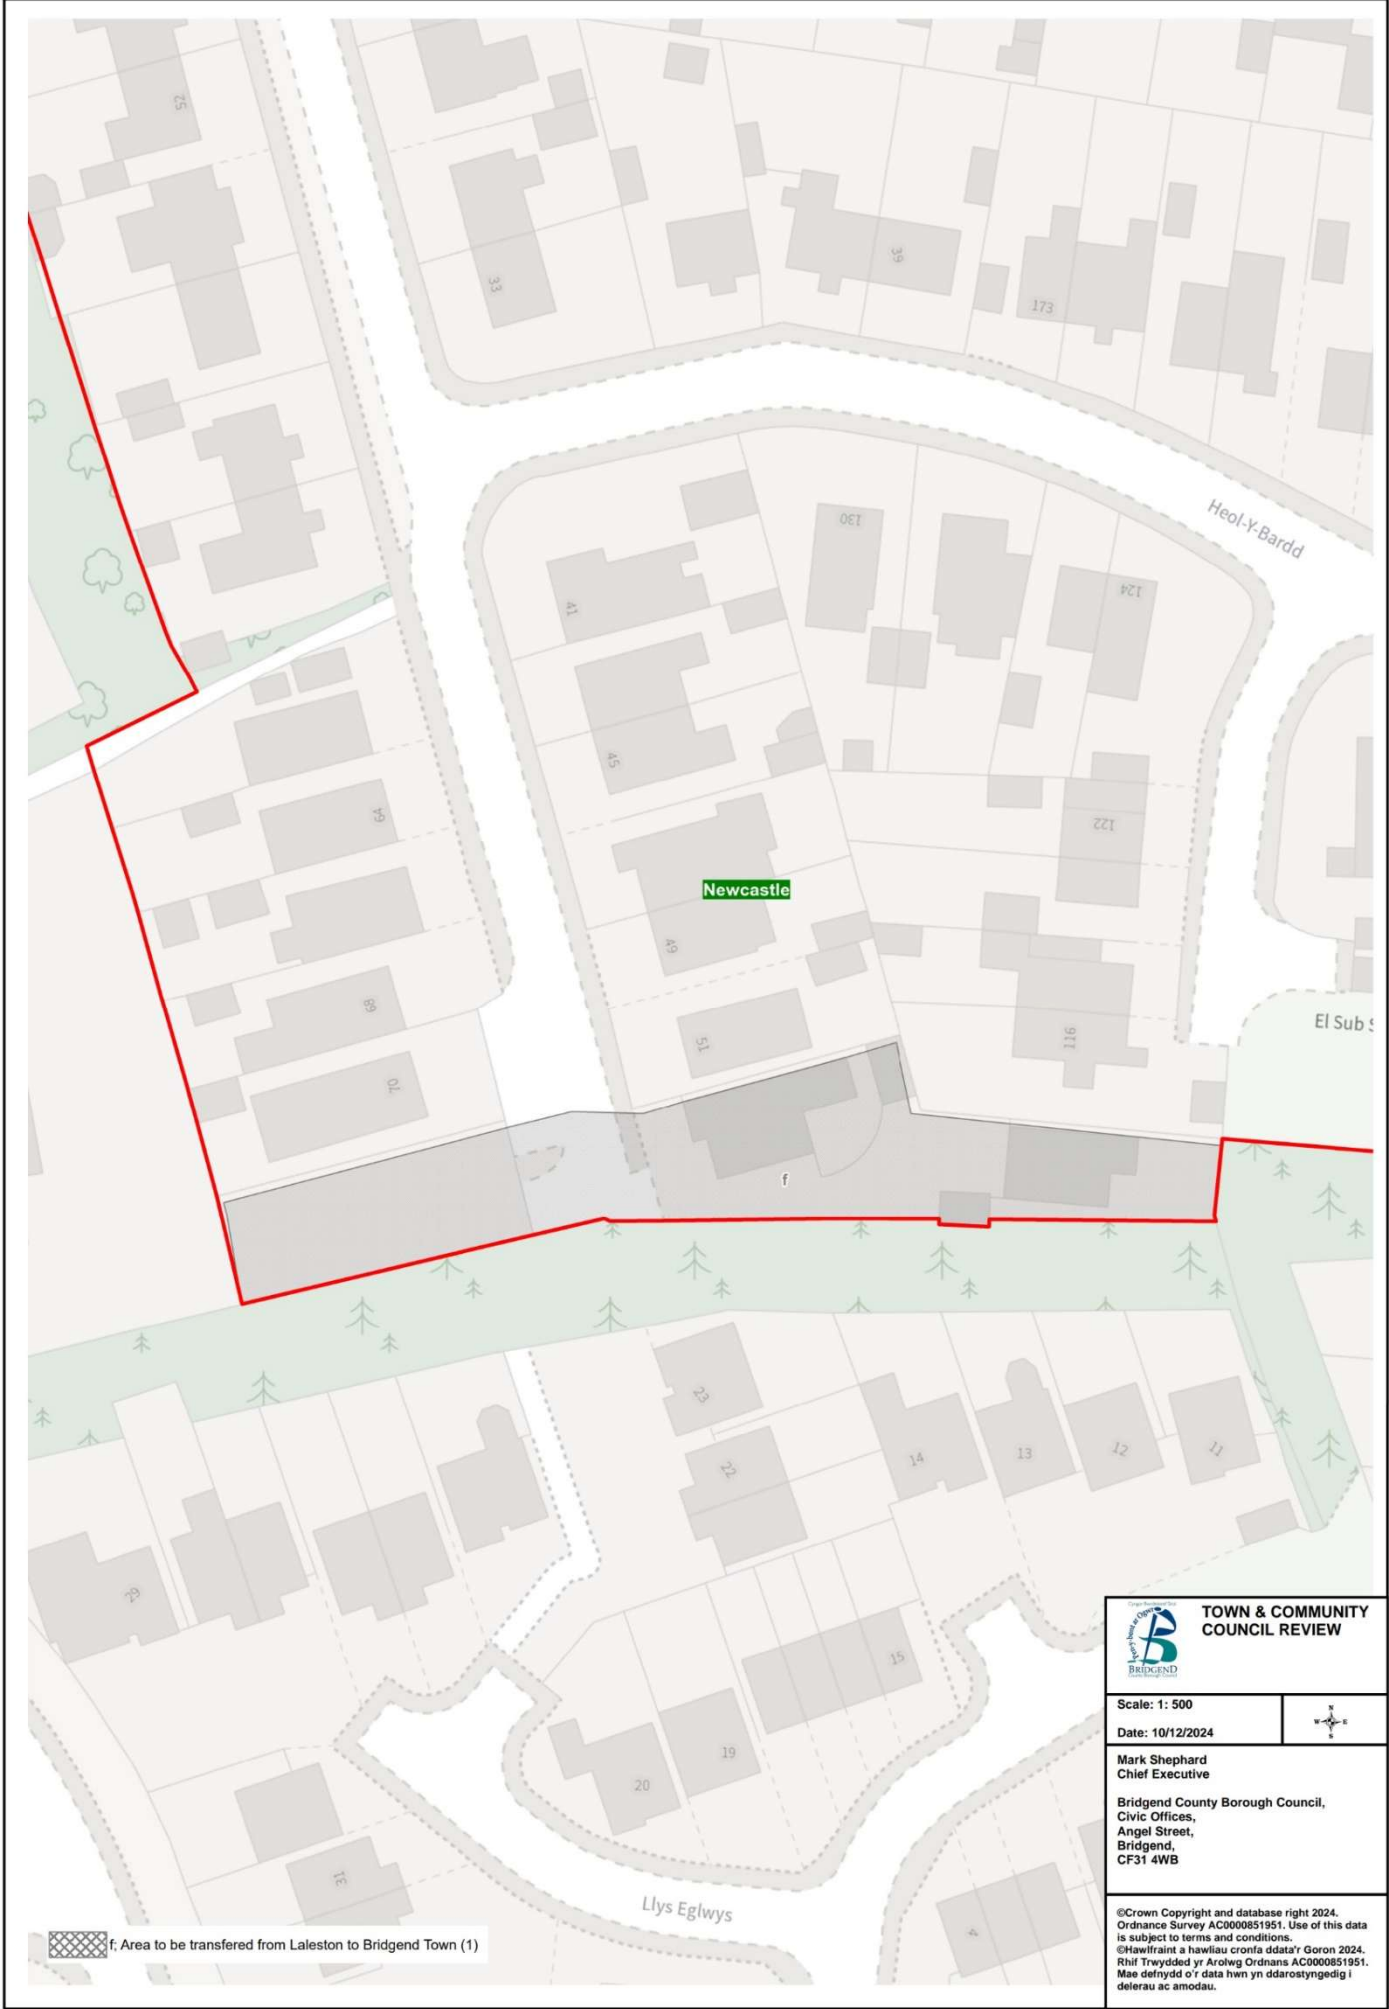 52
33
39
173
Heol-Y-Bardd
130
124
41
45
122
64
Newcastle
49
68
51
116
El Sub S
70
f
23
22
14
13
12
11
29
15
19
20
31
Llys Eglwys
4
f; Area to be transfered from Laleston to Bridgend Town (1)
BRIDGEND
County Borough Council
TOWN & COMMUNITY
COUNCIL REVIEW
Scale: 1: 500
Date: 10/12/2024
N
W E
S
Mark Shephard
Chief Executive
Bridgend County Borough Council,
Civic Offices,
Angel Street,
Bridgend,
CF31 4WB
©Crown Copyright and database right 2024.
Ordnance Survey AC0000851951. Use of this data
is subject to terms and conditions.
©Hawlfraint a hawliau cronfa ddata'r Goron 2024.
Rhif Trwydded yr Arolwg Ordnans AC0000851951.
Mae defnydd o'r data hwn yn ddarostyngedig i
delerau ac amodau.